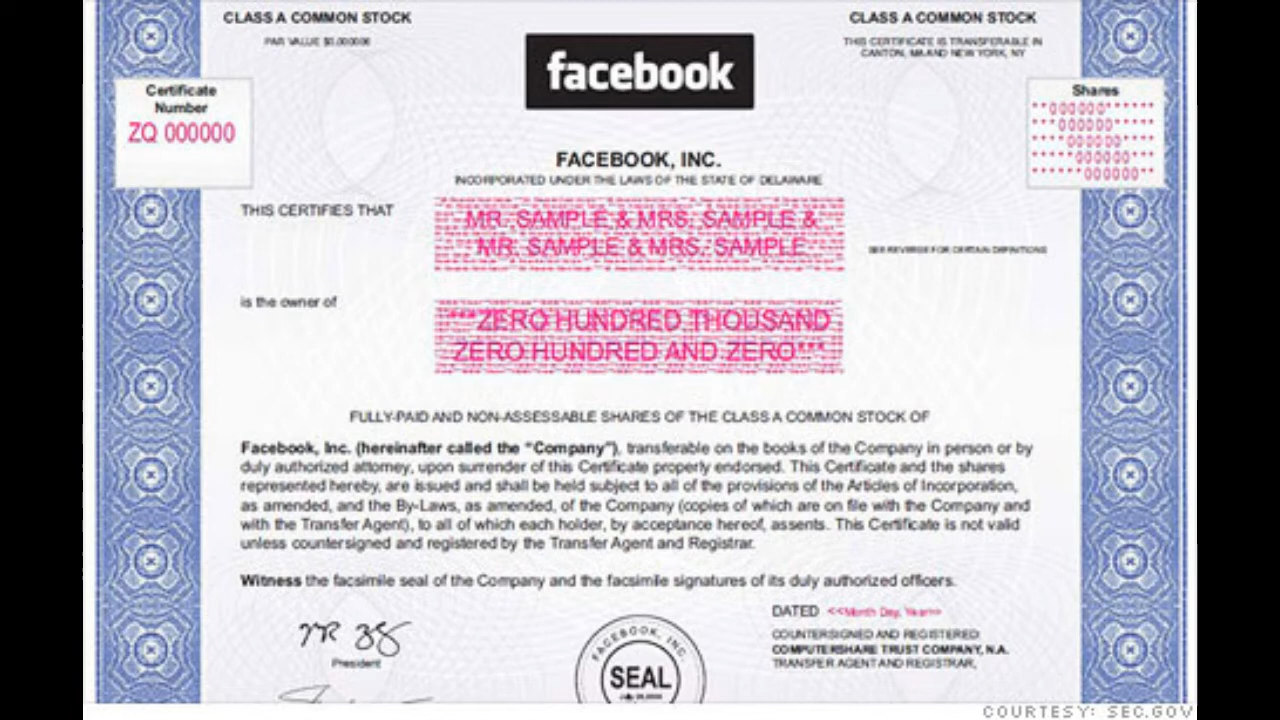 CLASS A COMMON STOCK
PAR VALUE $0.000006
CLASS A COMMON STOCK
THIS CERTIFICATE IS TRANSFERABLE IN
CANTON, MA AND NEW YORK, NY
facebook
Certificate
Number
ZQ 000000
Shares
**000000******
***000000*****
****000000****
*****000000***
******000000**
FACEBOOK, INC.
INCORPORATED UNDER THE LAWS OF THE STATE OF DELAWARE
THIS CERTIFIES THAT
MR. SAMPLE & MRS. SAMPLE &
MR. SAMPLE & MRS. SAMPLE
SEE REVERSE FOR CERTAIN DEFINITIONS
is the owner of
***ZERO HUNDRED THOUSAND
ZERO HUNDRED AND ZERO***
FULLY-PAID AND NON-ASSESSABLE SHARES OF THE CLASS A COMMON STOCK OF
Facebook, Inc. (hereinafter called the “Company”), transferable on the books of the Company in person or by
duly authorized attorney, upon surrender of this Certificate properly endorsed. This Certificate and the shares
represented hereby, are issued and shall be held subject to all of the provisions of the Articles of Incorporation,
as amended, and the By-Laws, as amended, of the Company (copies of which are on file with the Company and
with the Transfer Agent), to all of which each holder, by acceptance hereof, assents. This Certificate is not valid
unless countersigned and registered by the Transfer Agent and Registrar.
Witness the facsimile seal of the Company and the facsimile signatures of its duly authorized officers.
DATED <<Month Day, Year>>
COUNTERSIGNED AND REGISTERED:
COMPUTERSHARE TRUST COMPANY, N.A.
TRANSFER AGENT AND REGISTRAR,
President
FACEBOOK, INC.
SEAL
COURTESY: SEC.GOV